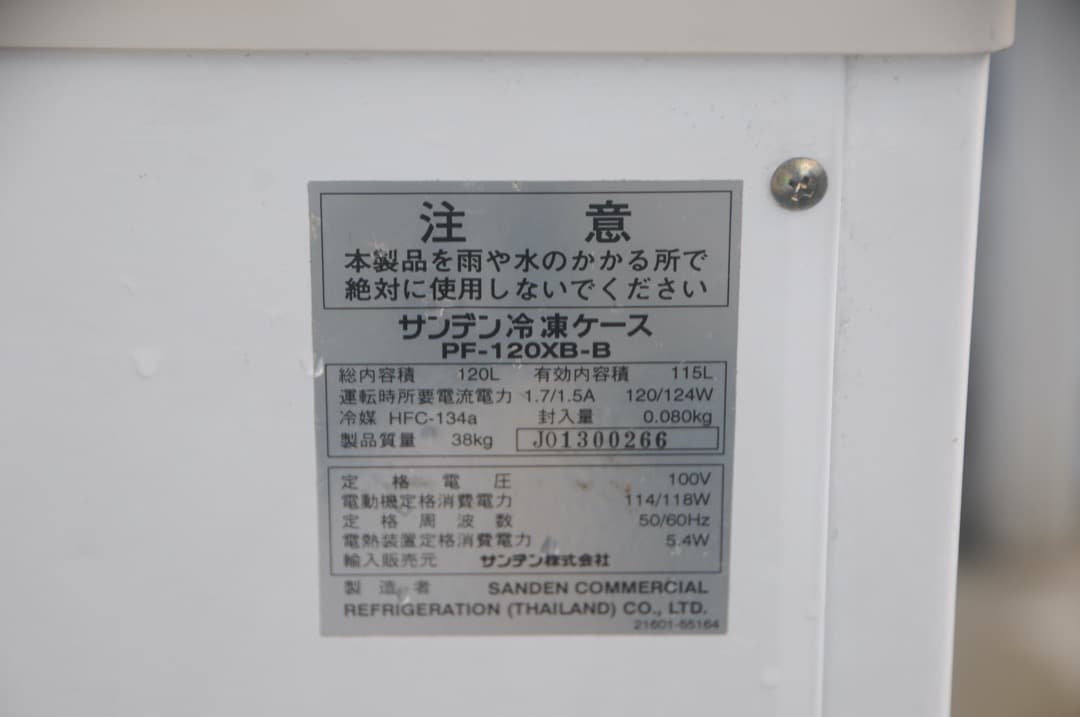 注意
本製品を雨や水のかかる所で
絶対に使用しないでください
サンデン冷凍ケース
PF-120XB-B
総内容積 120L 有効内容積 115L
運転時所要電流電力 1.7/1.5A 120/124W
冷媒 HFC-134a 封入量 0.080kg
製品質量 38kg J01300266
定格電圧 100V
電動機定格消費電力 114/118W
定格周波数 50/60Hz
電熱装置定格消費電力 5.4W
輸入販売元 サンデン株式会社
製造者 SANDEN COMMERCIAL
REFRIGERATION (THAILAND) CO., LTD.
21601-55164